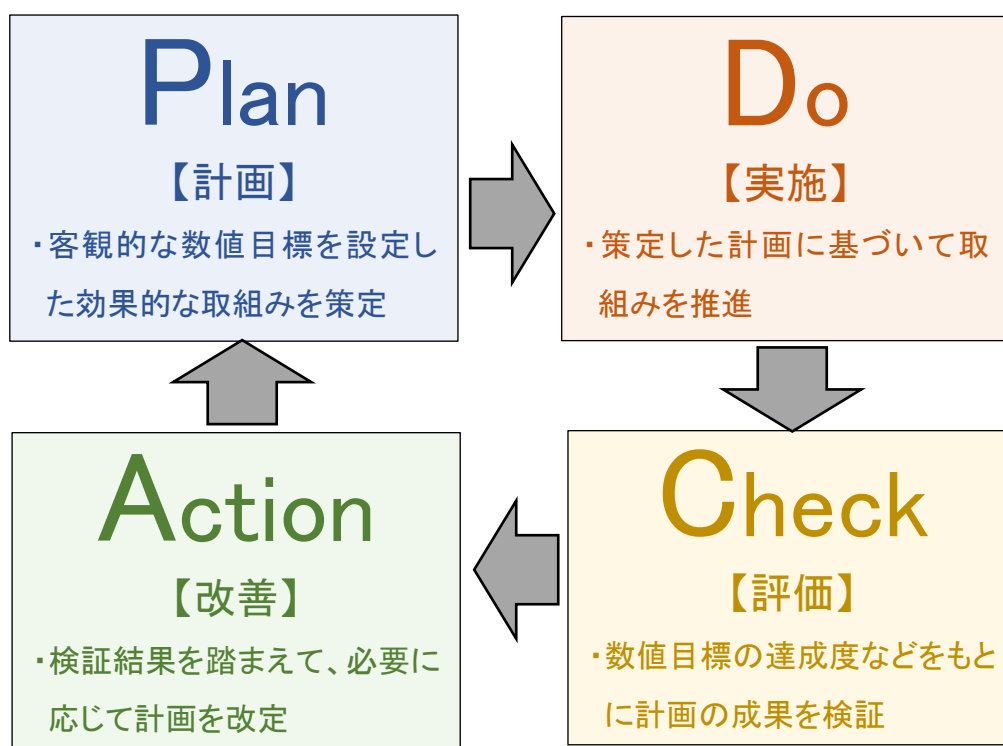 Plan
【計画】
・客観的な数値目標を設定し
た効果的な取組みを策定
Do
【実施】
・策定した計画に基づいて取
組みを推進
Check
【評価】
・数値目標の達成度などをもと
に計画の成果を検証
Action
【改善】
・検証結果を踏まえて、必要に
応じて計画を改定